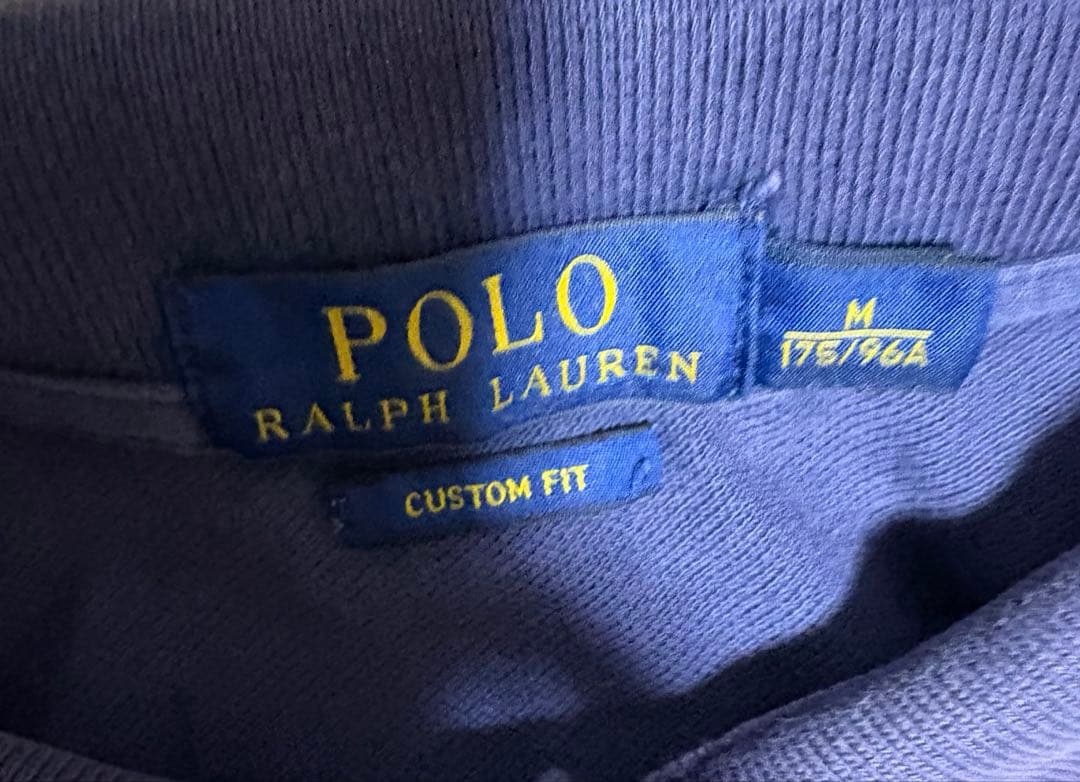 POLO
RALPH LAUREN
M
175/96A
CUSTOM FIT